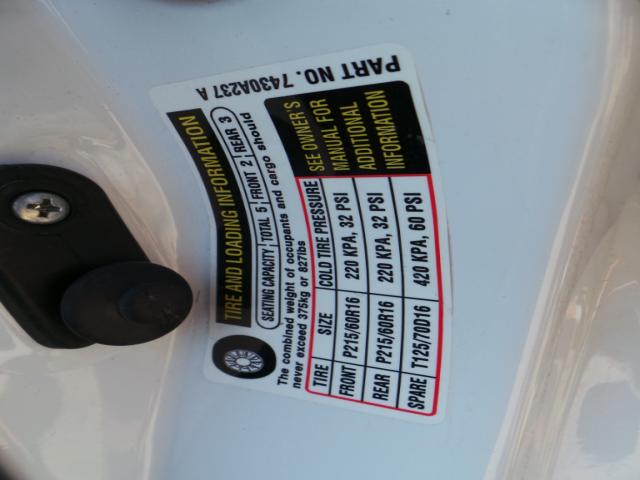 TIRE AND LOADING INFORMATION
SEATING CAPACITY TOTAL 5 FRONT 2 REAR 3
The combined weight of occupants and cargo should
never exceed 375kg or 827lbs
TIRE SIZE COLD TIRE PRESSURE
FRONT P215/60R16 220 KPA, 32 PSI
REAR P215/60R16 220 KPA, 32 PSI
SPARE T125/70D16 420 KPA, 60 PSI
SEE OWNER'S
MANUAL FOR
ADDITIONAL
INFORMATION
PART NO. 7430A237 A